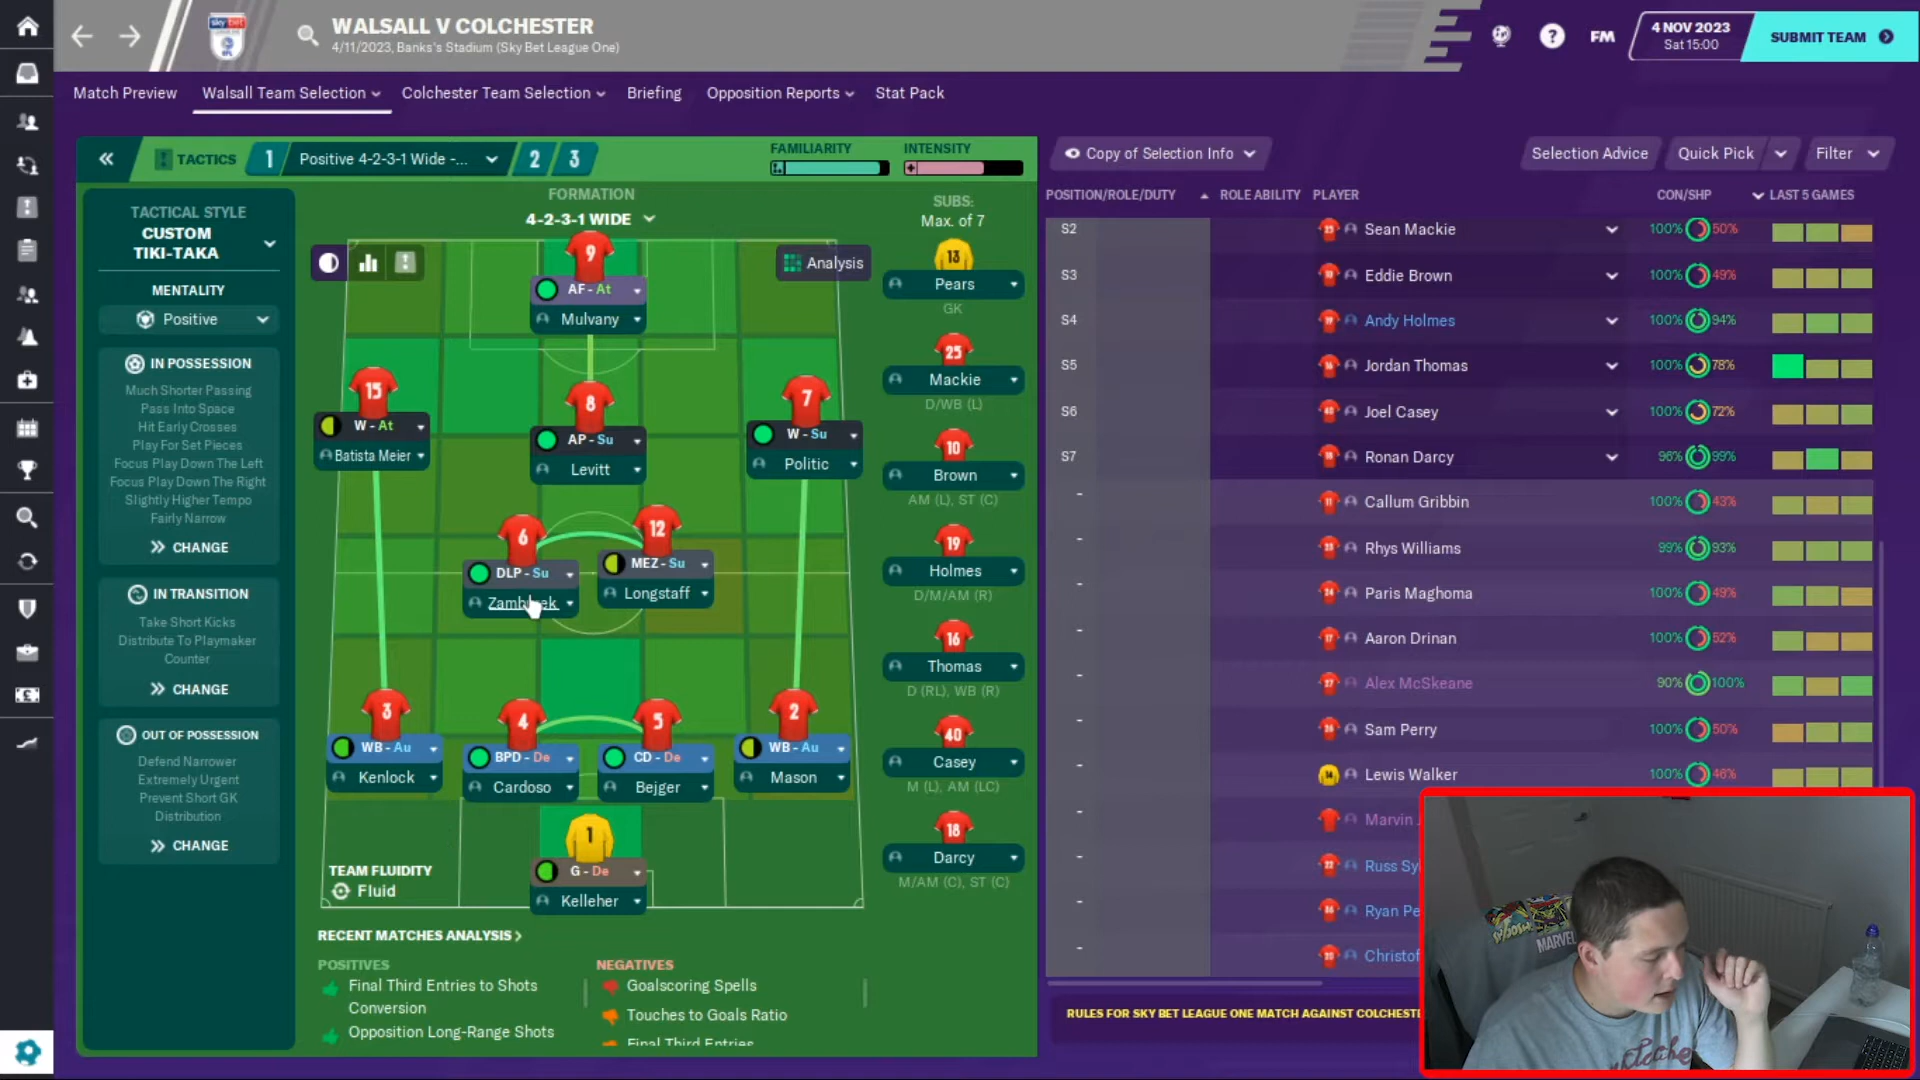 WALSALL V COLCHESTER
4/11/2023, Banks's Stadium (Sky Bet League One)
sky bet
FM
4 NOV 2023
Sat 15:00
SUBMIT TEAM
Match Preview
Walsall Team Selection
Colchester Team Selection
Briefing
Opposition Reports
Stat Pack
TACTICS
1
Positive 4-2-3-1 Wide -...
2
3
FAMILIARITY
INTENSITY
TACTICAL STYLE
CUSTOM
TIKI-TAKA
MENTALITY
Positive
IN POSSESSION
Much Shorter Passing
Pass Into Space
Hit Early Crosses
Play For Set Pieces
Focus Play Down The Left
Focus Play Down The Right
Slightly Higher Tempo
Fairly Narrow
CHANGE
IN TRANSITION
Take Short Kicks
Distribute To Playmaker
Counter
CHANGE
OUT OF POSSESSION
Defend Narrower
Extremely Urgent
Prevent Short GK
Distribution
CHANGE
FORMATION
4-2-3-1 WIDE
Analysis
9
AF - At
Mulvany
15
W - At
Batista Meier
8
AP - Su
Levitt
7
W - Su
Politic
6
DLP - Su
12
MEZ - Su
Longstaff
3
WB - Au
Kenlock
4
BPD - De
Cardoso
5
CD - De
Bejger
2
WB - Au
Mason
1
G - De
Kelleher
TEAM FLUIDITY
Fluid
SUBS:
Max. of 7
13
Pears
GK
25
Mackie
D/WB (L)
10
Brown
AM (L), ST (C)
19
Holmes
D/M/AM (R)
16
Thomas
D (RL), WB (R)
40
Casey
M (L), AM (LC)
18
Darcy
M/AM (C), ST (C)
RECENT MATCHES ANALYSIS
POSITIVES
Final Third Entries to Shots
Conversion
Opposition Long-Range Shots
NEGATIVES
Goalscoring Spells
Touches to Goals Ratio
Final Third Entries
Copy of Selection Info
Selection Advice
Quick Pick
Filter
POSITION/ROLE/DUTY ROLE ABILITY PLAYER CON/SHP LAST 5 GAMES
S2 Sean Mackie 100% 50%
S3 Eddie Brown 100% 49%
S4 Andy Holmes 100% 94%
S5 Jordan Thomas 100% 78%
S6 Joel Casey 100% 72%
S7 Ronan Darcy 96% 99%
- Callum Gribbin 100% 43%
- Rhys Williams 99% 93%
- Paris Maghoma 100% 49%
- Aaron Drinan 100% 52%
- Alex McSkeane 90% 100%
- Sam Perry 100% 50%
- Lewis Walker 100% 46%
- Marvin
- Russ Sy
- Ryan Pe
- Christof
RULES FOR SKY BET LEAGUE ONE MATCH AGAINST COLCHESTE
MARVEL